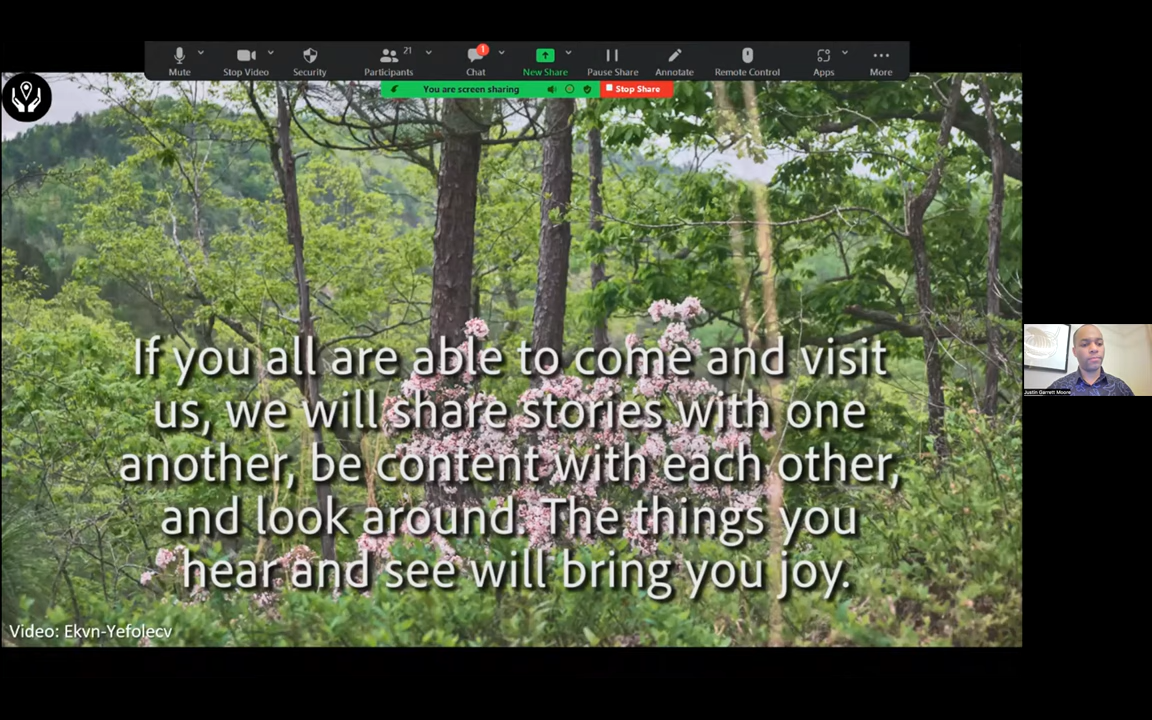 21
1
Mute
Stop Video
Security
Participants
Chat
New Share
Pause Share
Annotate
Remote Control
Apps
More
You are screen sharing
Stop Share
If you all are able to come and visit
us, we will share stories with one
another, be content with each other,
and look around. The things you
hear and see will bring you joy.
Justin Garrett Moore
Video: Ekvn-Yefolecv